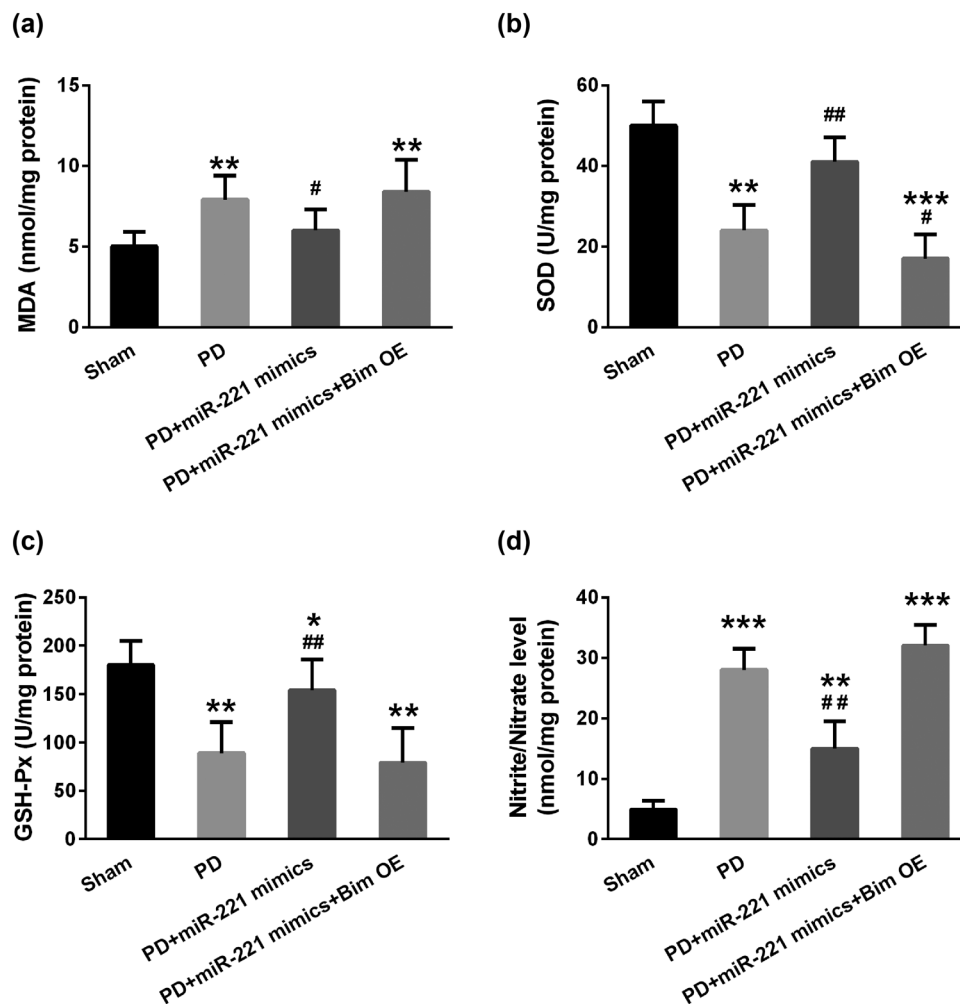 (a)
MDA (nmol/mg protein)
15
10
5
0
**
#
**
Sham
PD
PD+miR-221 mimics
PD+miR-221 mimics+Bim OE
(b)
SOD (U/mg protein)
60
40
20
0
**
##
***
#
Sham
PD
PD+miR-221 mimics
PD+miR-221 mimics+Bim OE
(c)
GSH-Px (U/mg protein)
250
200
150
100
50
0
**
*
##
**
Sham
PD
PD+miR-221 mimics
PD+miR-221 mimics+Bim OE
(d)
Nitrite/Nitrate level
(nmol/mg protein)
40
30
20
10
0
***
**
##
***
Sham
PD
PD+miR-221 mimics
PD+miR-221 mimics+Bim OE